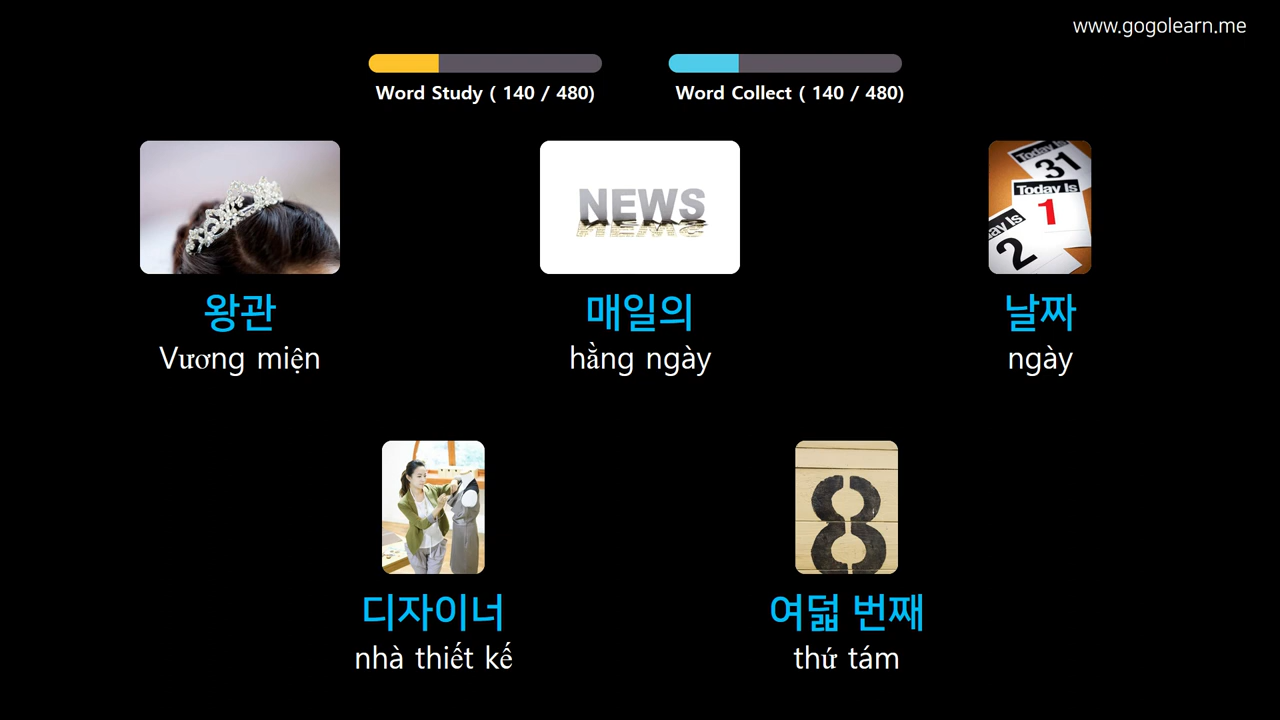 www.gogolearn.me
Word Study ( 140 / 480)
Word Collect ( 140 / 480)
NEWS
Today Is
31
Today Is
1
ay Is
2
왕관
Vương miện
매일의
hằng ngày
날짜
ngày
8
디자이너
nhà thiết kế
여덟 번째
thứ tám